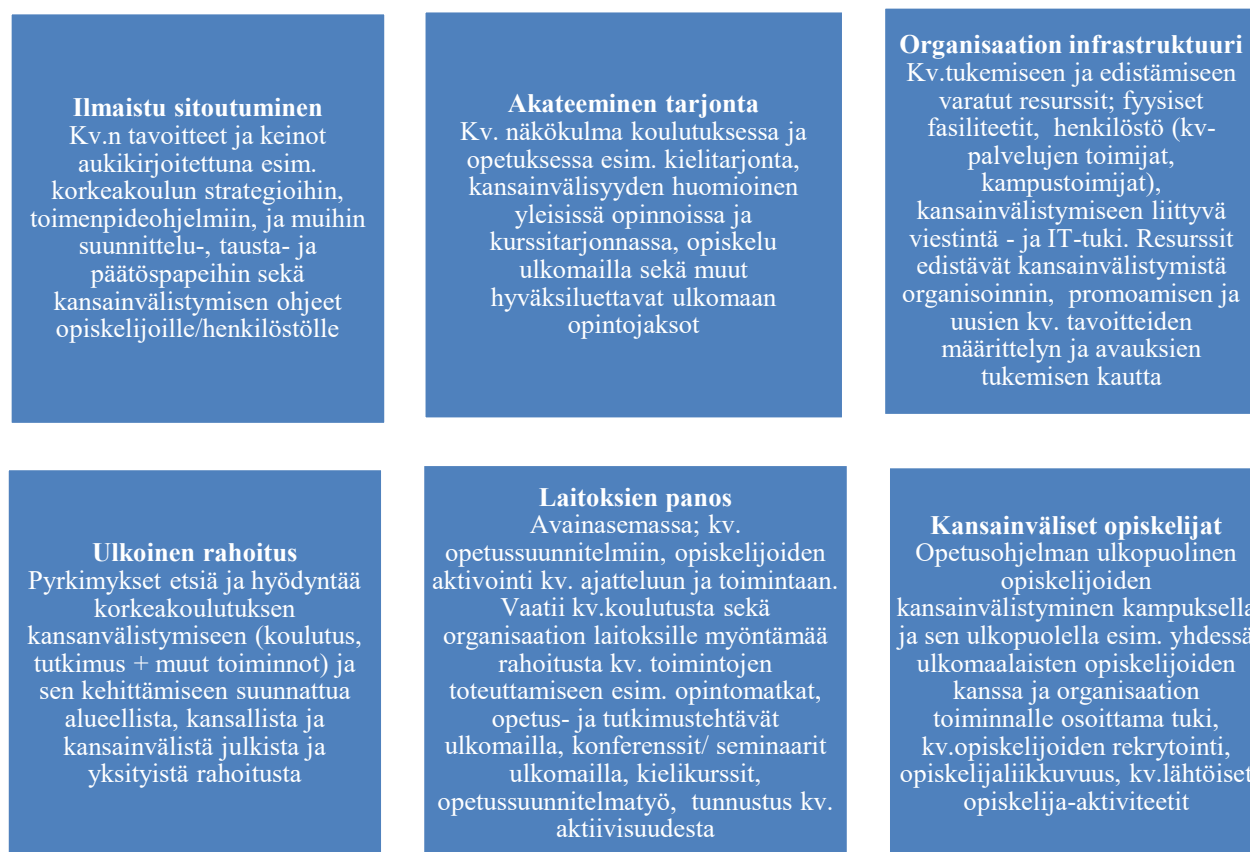 Ilmaistu sitoutuminen
Kv.n tavoitteet ja keinot
aukikirjoitettuna esim.
korkeakoulun strategioihin,
toimenpideohjelmiin, ja muihin
suunnittelu-, tausta- ja
päätöspapeihin sekä
kansainvälistymisen ohjeet
opiskelijoille/henkilöstölle
Akateeminen tarjonta
Kv. näkökulma koulutuksessa ja
opetuksessa esim. kielitarjonta,
kansainvälisyyden huomioinen
yleisissä opinnoissa ja
kurssitarjonnassa, opiskelu
ulkomailla sekä muut
hyväksiluettavat ulkomaan
opintojaksot
Organisaation infrastruktuuri
Kv.tukemiseen ja edistämiseen
varatut resurssit; fyysiset
fasiliteetit, henkilöstö (kv-
palvelujen toimijat,
kampustoimijat),
kansainvälistymiseen liittyvä
viestintä - ja IT-tuki. Resurssit
edistävät kansainvälistymistä
organisoinnin, promoamisen ja
uusien kv. tavoitteiden
määrittelyn ja avauksien
tukemisen kautta
Ulkoinen rahoitus
Pyrkimykset etsiä ja hyödyntää
korkeakoulutuksen
kansanvälistymiseen (koulutus,
tutkimus + muut toiminnot) ja
sen kehittämiseen suunnattua
alueellista, kansallista ja
kansainvälistä julkista ja
yksityistä rahoitusta
Laitoksien panos
Avainasemassa; kv.
opetussuunnitelmiin, opiskelijoiden
aktivointi kv. ajatteluun ja toimintaan.
Vaatii kv.koulutusta sekä
organisaation laitoksille myöntämää
rahoitusta kv. toimintojen
toteuttamiseen esim. opintomatkat,
opetus- ja tutkimustehtävät
ulkomailla, konferenssit/ seminaarit
ulkomailla, kielikurssit,
opetussuunnitelmatyö, tunnustus kv.
aktiivisuudesta
Kansainväliset opiskelijat
Opetusohjelman ulkopuolinen
opiskelijoiden
kansainvälistyminen kampuksella
ja sen ulkopuolella esim. yhdessä
ulkomaalaisten opiskelijoiden
kanssa ja organisaation
toiminnalle osoittama tuki,
kv.opiskelijoiden rekrytointi,
opiskelijaliikkuvuus, kv.lähtöiset
opiskelija-aktiviteetit